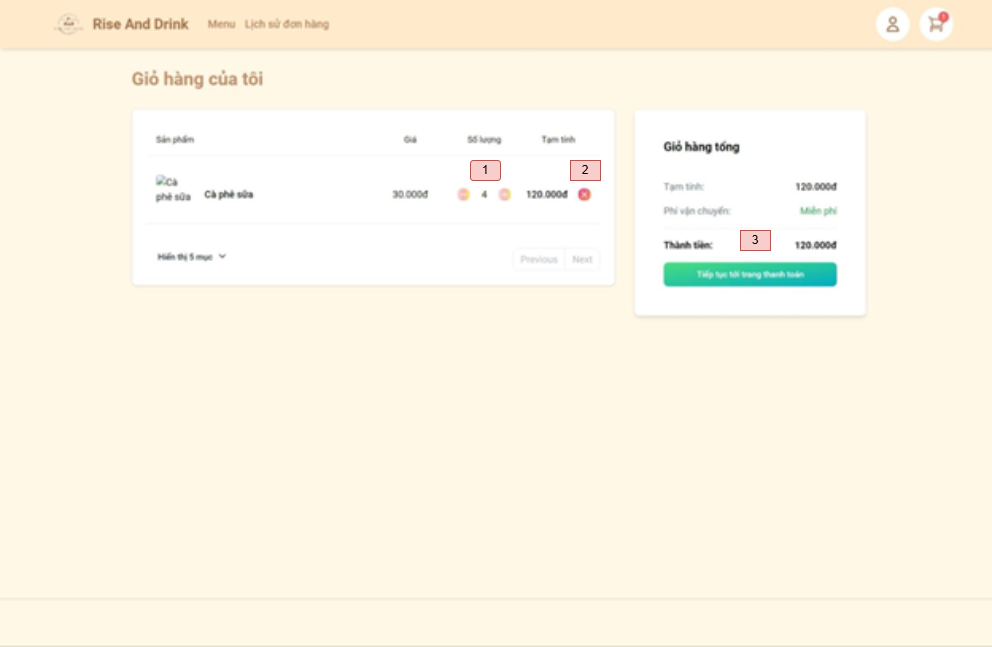 Rise And Drink Menu Lịch sử đơn hàng 1
Giỏ hàng của tôi
Sản phẩm Giá Số lượng Tạm tính
1 2
Cà phê sữa Cà phê sữa 30.000đ 4 120.000đ
Hiển thị 5 mục Previous Next
Giỏ hàng tổng
Tạm tính: 120.000đ
Phí vận chuyển: Miễn phí
Thành tiền: 3 120.000đ
Tiếp tục tới trang thanh toán